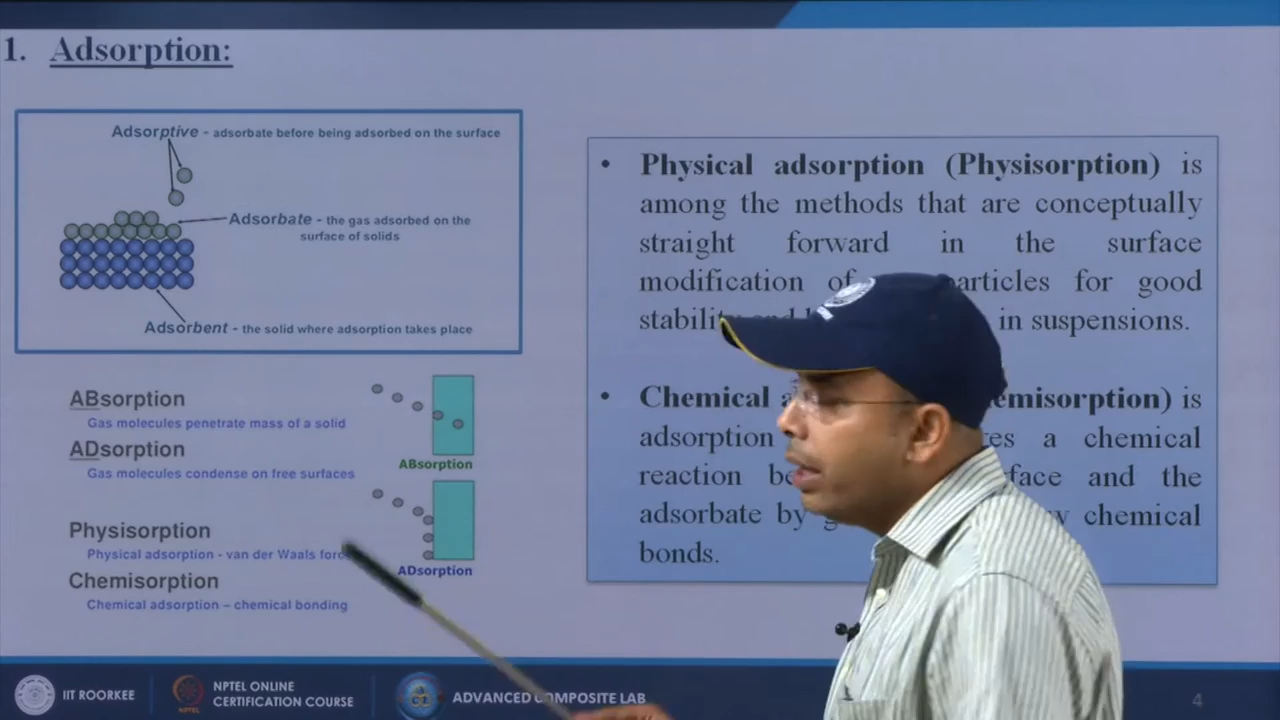 1. Adsorption:
Adsorptive - adsorbate before being adsorbed on the surface
Adsorbate - the gas adsorbed on the
surface of solids
Adsorbent - the solid where adsorption takes place
ABsorption
Gas molecules penetrate mass of a solid
ADsorption
Gas molecules condense on free surfaces
ABsorption
Physisorption
Physical adsorption - van der Waals
Chemisorption
Chemical adsorption – chemical bonding
ADsorption
• Physical adsorption (Physisorption) is
among the methods that are conceptually
straight forward in the surface
modification of for good
in suspensions.
• Chemical is
adsorption a chemical
reaction and the
adsorbate by chemical
bonds.
IIT ROORKEE
NPTEL
NPTEL ONLINE
CERTIFICATION COURSE
ADVANCED COMPOSITE LAB
4